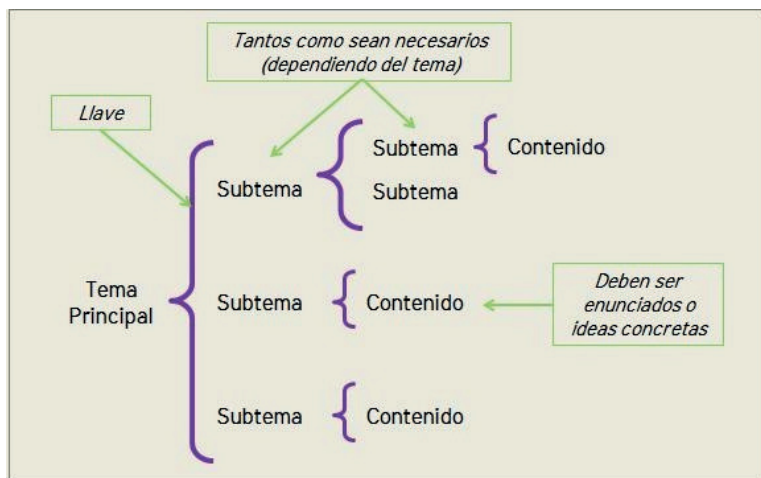 Tantos como sean necesarios
(dependiendo del tema)
Llave
Subtema
Contenido
Subtema
Subtema
Tema
Principal
Subtema
Contenido
Deben ser
enunciados o
ideas concretas
Subtema
Contenido